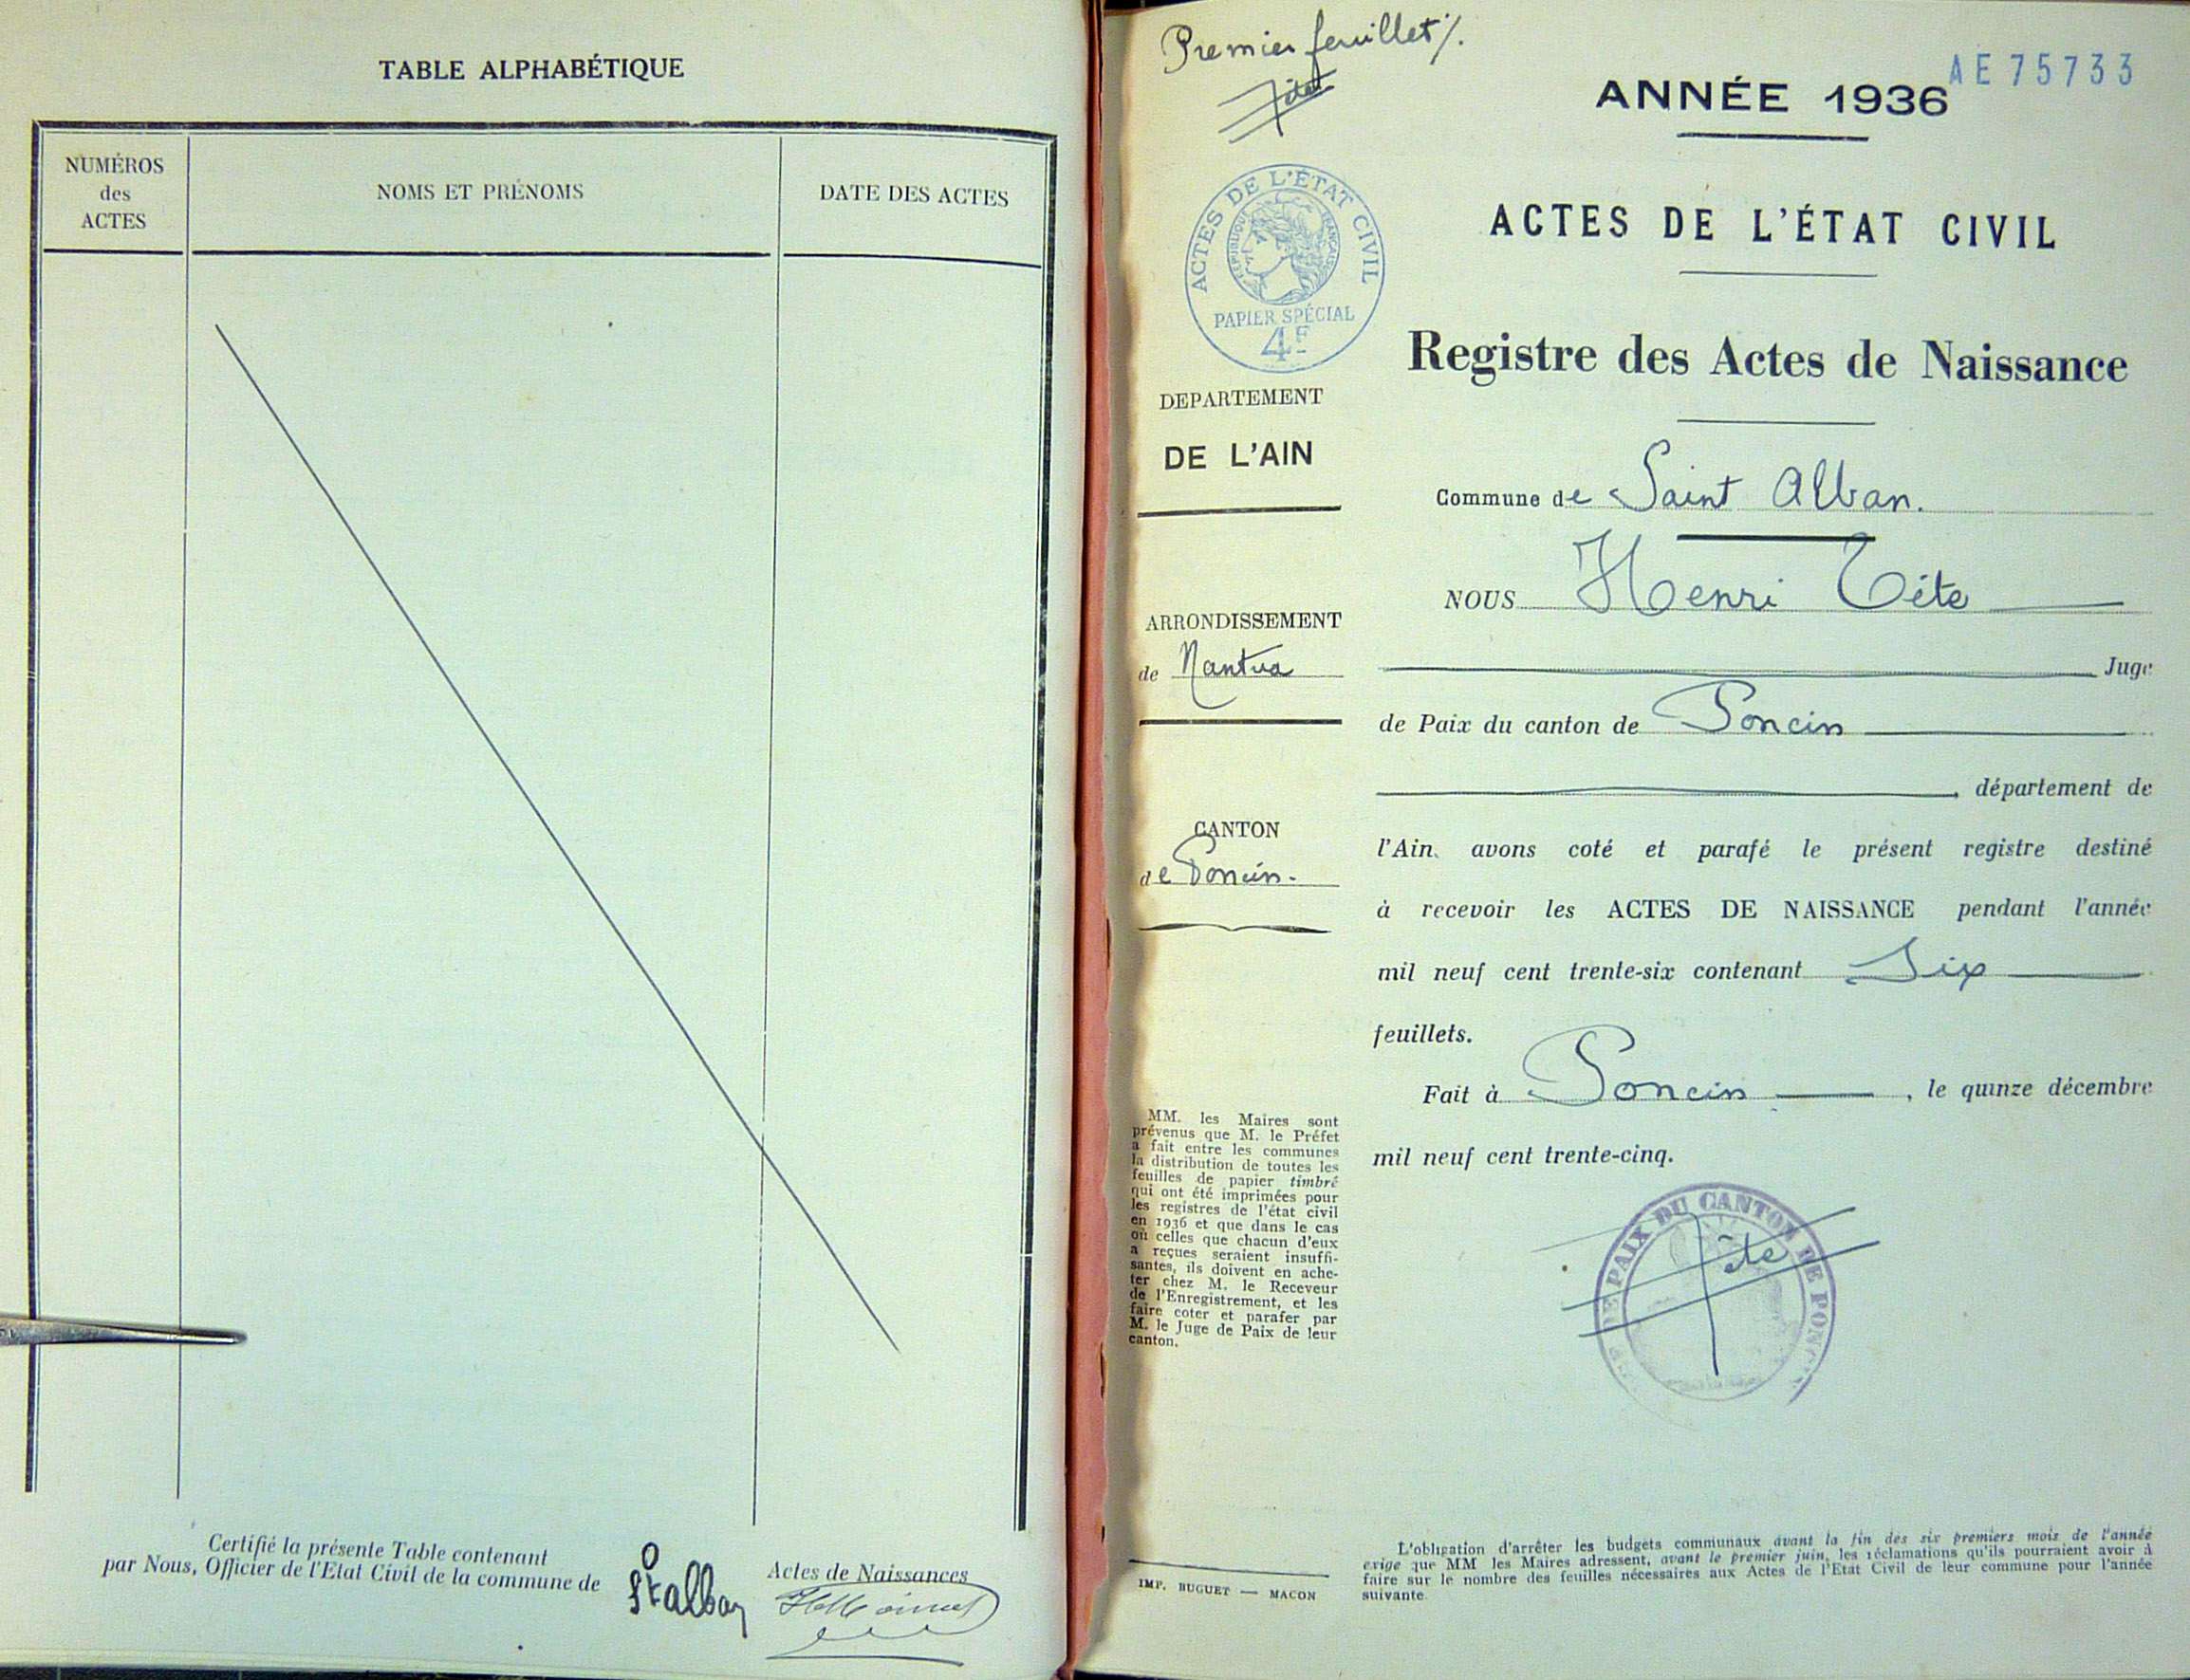 TABLE ALPHABÉTIQUE
NUMÉROS
des
ACTES
NOMS ET PRÉNOMS
DATE DES ACTES
Certifié la présente Table contenant
0
Actes de Naissances
par Nous, Officier de l'Etat Civil de la commune de
St alban
Premier feuillet
Tête
AE 75733
ANNÉE 1936
ACTES DE L'ÉTAT CIVIL
RÉPUBLIQUE FRANÇAISE
PAPIER SPÉCIAL
4F
ACTES DE L'ÉTAT CIVIL
Registre des Actes de Naissance
DEPARTEMENT
DE L'AIN
ARRONDISSEMENT
de Nantua
CANTON
de Poncin.
Commune de Saint Alban.
NOUS Henri Tête
Juge
de Paix du canton de Poncin
, département de
l'Ain, avons coté et parafé le présent registre destiné
à recevoir les ACTES DE NAISSANCE pendant l'année
mil neuf cent trente-six contenant Six
feuillets.
Fait à Poncin, le quinze décembre
mil neuf cent trente-cinq.
DE PAIX DU CANTON DE PONCIN
Tête
MM. les Maires sont
prévenus que M. le Préfet
a fait entre les communes
la distribution de toutes les
feuilles de papier timbré
qui ont été imprimées pour
les registres de l'état civil
en 1936 et que dans le cas
où celles que chacun d'eux
a reçues seraient insuffi-
santes, ils doivent en ache-
ter chez M. le Receveur
de l'Enregistrement, et les
faire coter et parafer par
M. le Juge de Paix de leur
canton.
IMP. BUGUET — MACON
L'obligation d'arrêter les budgets communaux avant la fin des six premiers mois de l'année
exige que MM les Maires adressent, avant le premier juin, les réclamations qu'ils pourraient avoir à
faire sur le nombre des feuilles nécessaires aux Actes de l'Etat Civil de leur commune pour l'année
suivante.